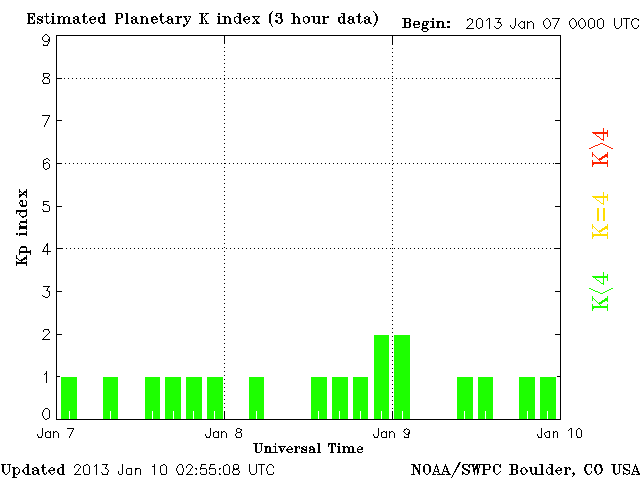 Estimated Planetary K index (3 hour data)
Begin: 2013 Jan 07 0000 UTC
9
8
7
6
5
4
3
2
1
0
Kp index
K>4
K=4
K<4
Jan 7
Jan 8
Jan 9
Jan 10
Universal Time
Updated 2013 Jan 10 02:55:08 UTC
NOAA/SWPC Boulder, CO USA